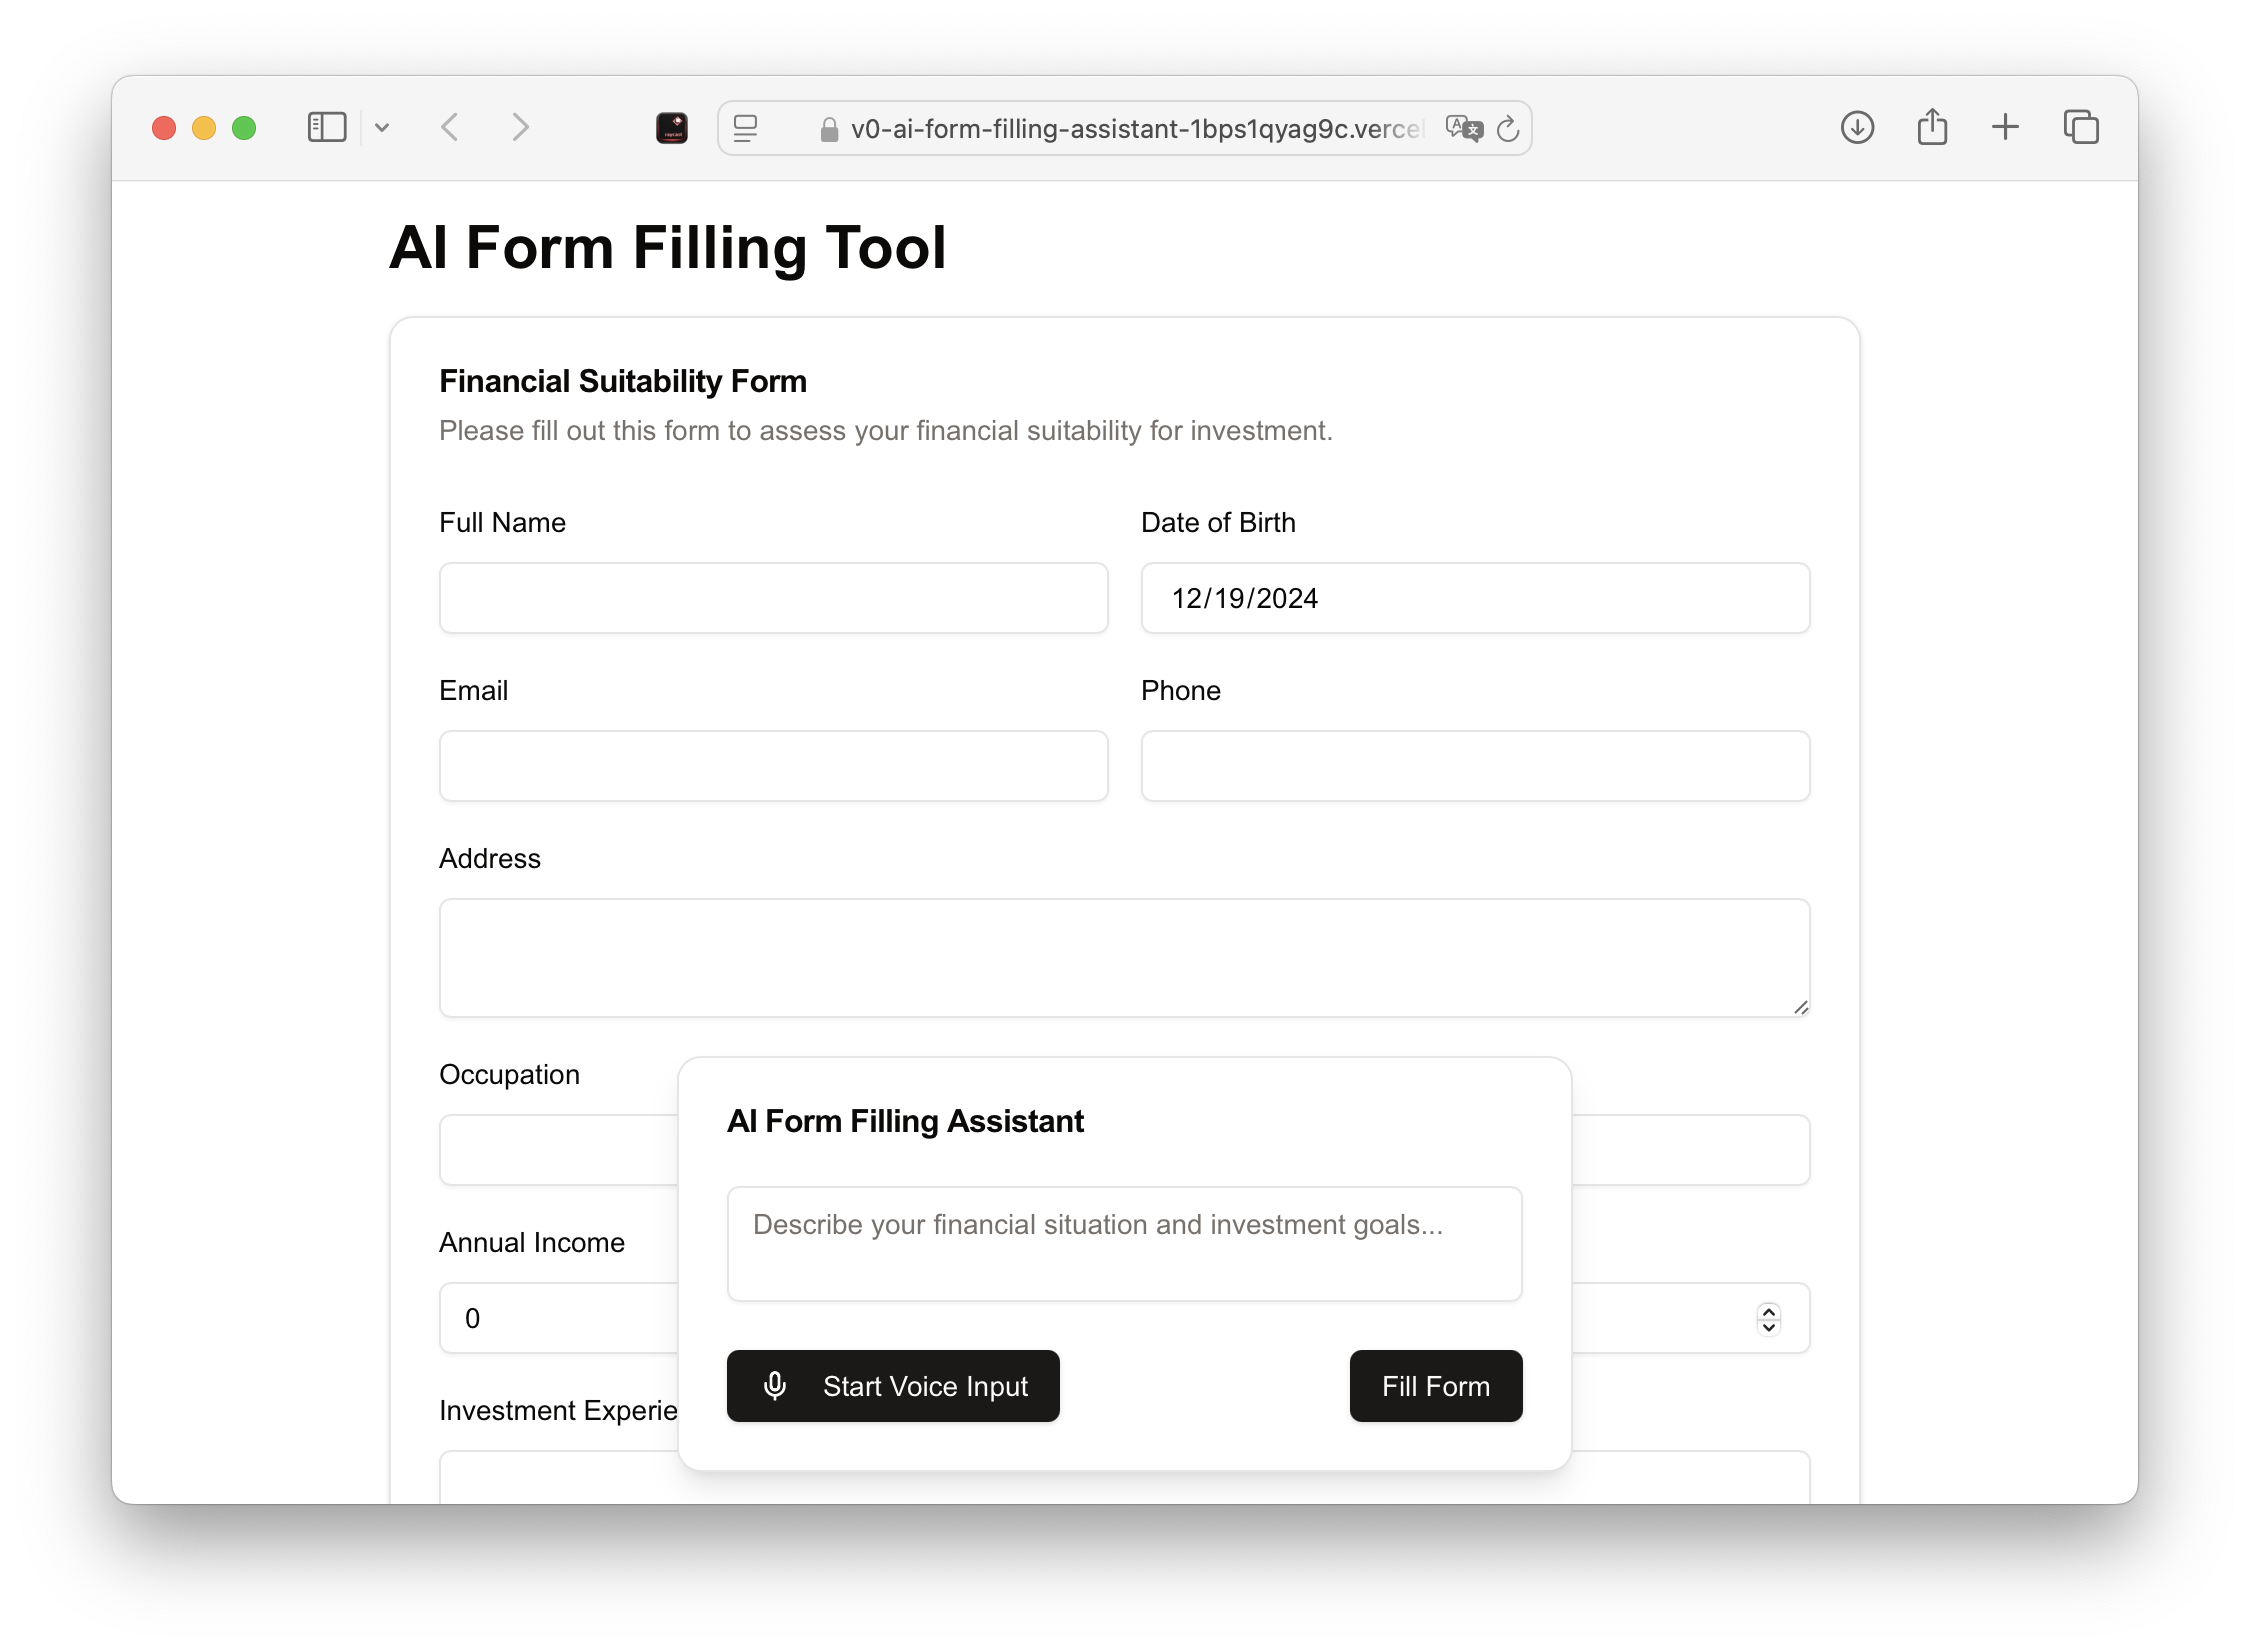 v0-ai-form-filling-assistant-1bps1qyag9c.verce
AI Form Filling Tool
Financial Suitability Form
Please fill out this form to assess your financial suitability for investment.
Full Name
Date of Birth
12/19/2024
Email
Phone
Address
Occupation
AI Form Filling Assistant
Describe your financial situation and investment goals...
Annual Income
0
Start Voice Input
Fill Form
Investment Experie